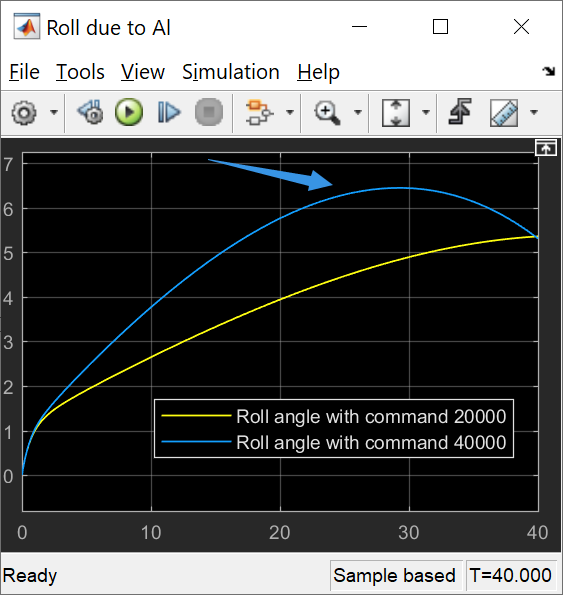 Roll due to Al
File Tools View Simulation Help
7
6
5
4
3
2
1
0
Roll angle with command 20000
Roll angle with command 40000
0 10 20 30 40
Ready Sample based T=40.000